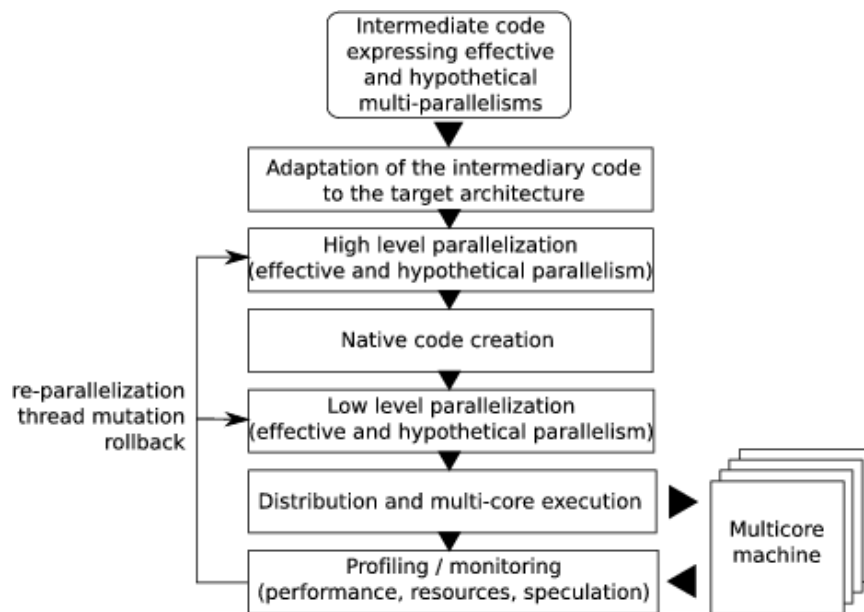 Intermediate code
expressing effective
and hypothetical
multi-parallelisms
Adaptation of the intermediary code
to the target architecture
High level parallelization
(effective and hypothetical parallelism)
Native code creation
re-parallelization
thread mutation
rollback
Low level parallelization
(effective and hypothetical parallelism)
Distribution and multi-core execution
Multicore
machine
Profiling / monitoring
(performance, resources, speculation)